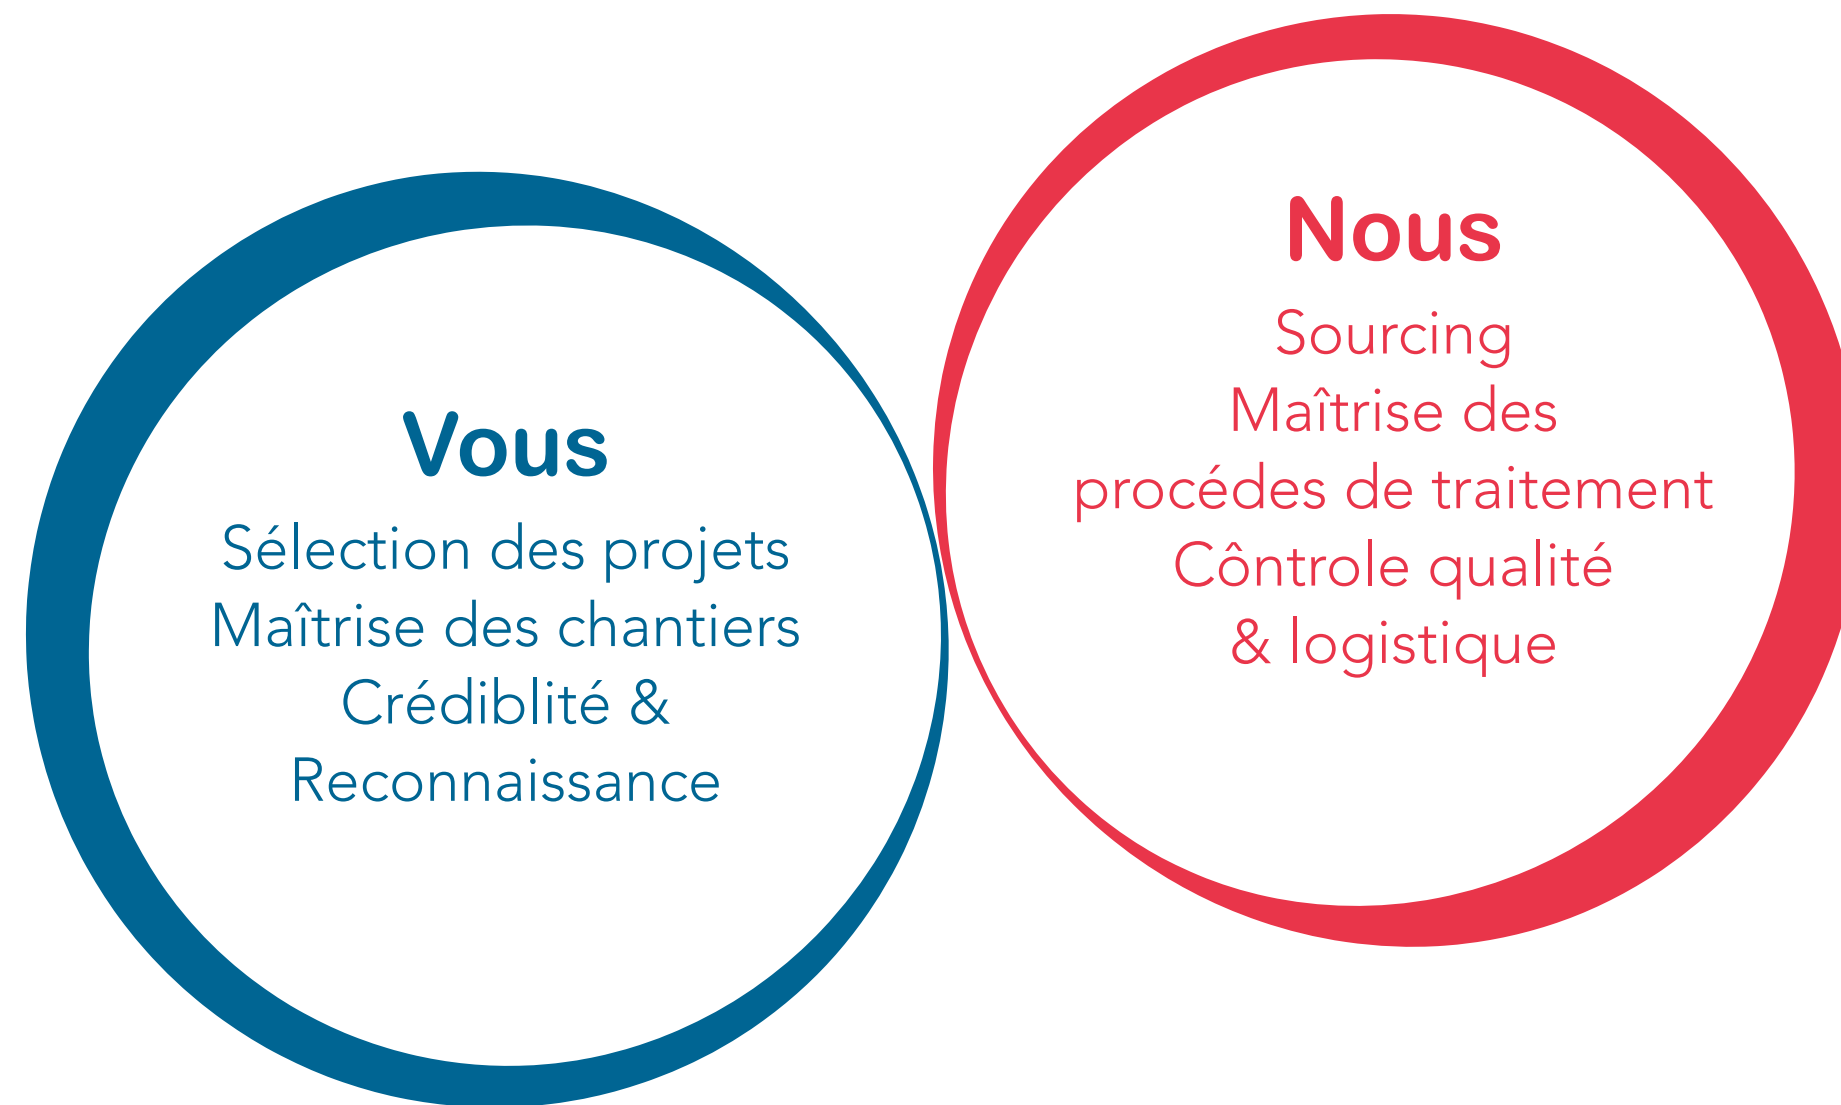 Vous
Sélection des projets
Maîtrise des chantiers
Crédiblité &
Reconnaissance
Nous
Sourcing
Maîtrise des
procédes de traitement
Côntrole qualité
& logistique